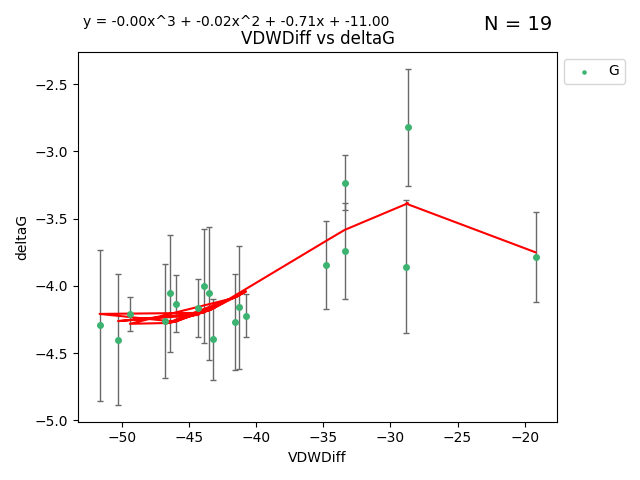 y = -0.00x^3 + -0.02x^2 + -0.71x + -11.00
N = 19
VDWDiff vs deltaG
G
−2.5
−3.0
−3.5
−4.0
−4.5
−5.0
deltaG
−50 −45 −40 −35 −30 −25 −20
VDWDiff